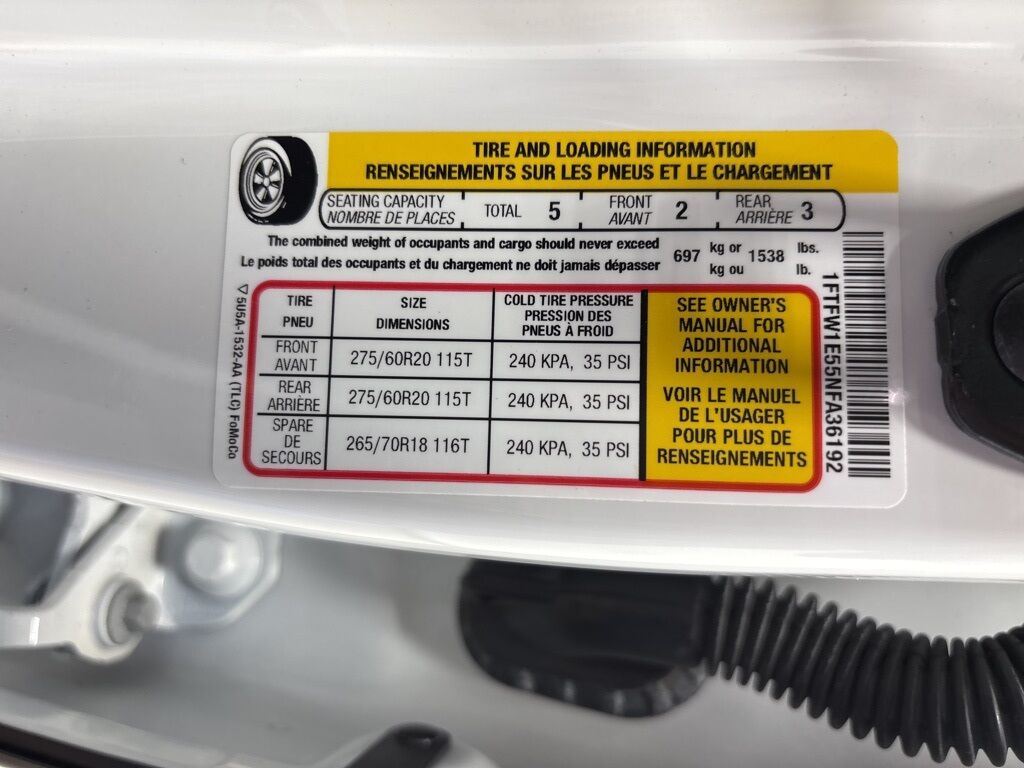 TIRE AND LOADING INFORMATION
RENSEIGNEMENTS SUR LES PNEUS ET LE CHARGEMENT
SEATING CAPACITY
NOMBRE DE PLACES
TOTAL 5
FRONT
AVANT 2
REAR
ARRIÈRE 3
The combined weight of occupants and cargo should never exceed 697 kg or 1538 lbs.
Le poids total des occupants et du chargement ne doit jamais dépasser kg ou lb.
TIRE
PNEU
SIZE
DIMENSIONS
COLD TIRE PRESSURE
PRESSION DES
PNEUS À FROID
FRONT
AVANT
275/60R20 115T
240 KPA, 35 PSI
REAR
ARRIÈRE
275/60R20 115T
240 KPA, 35 PSI
SPARE
DE
SECOURS
265/70R18 116T
240 KPA, 35 PSI
SEE OWNER'S
MANUAL FOR
ADDITIONAL
INFORMATION
VOIR LE MANUEL
DE L'USAGER
POUR PLUS DE
RENSEIGNEMENTS
1FTFW1E55NFA36192
5U5A-1532-AA (TLC) FoMoCo